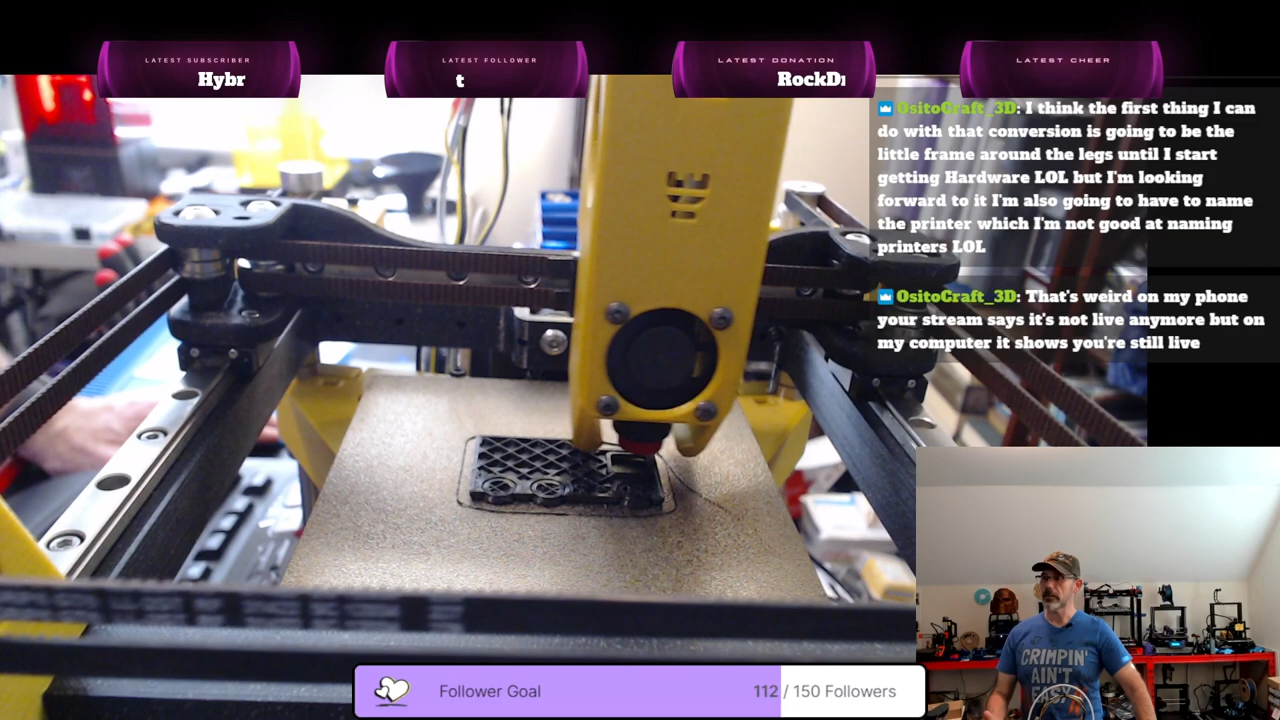 LATEST SUBSCRIBER
Hybr
LATEST FOLLOWER
t
LATEST DONATION
RockD
LATEST CHEER
OsitoCraft_3D: I think the first thing I can
do with that conversion is going to be the
little frame around the legs until I start
getting Hardware LOL but I'm looking
forward to it I'm also going to have to name
the printer which I'm not good at naming
printers LOL
OsitoCraft_3D: That's weird on my phone
your stream says it's not live anymore but on
my computer it shows you're still live
CRIMPIN'
AIN'T
EASY
Follower Goal
112 / 150 Followers